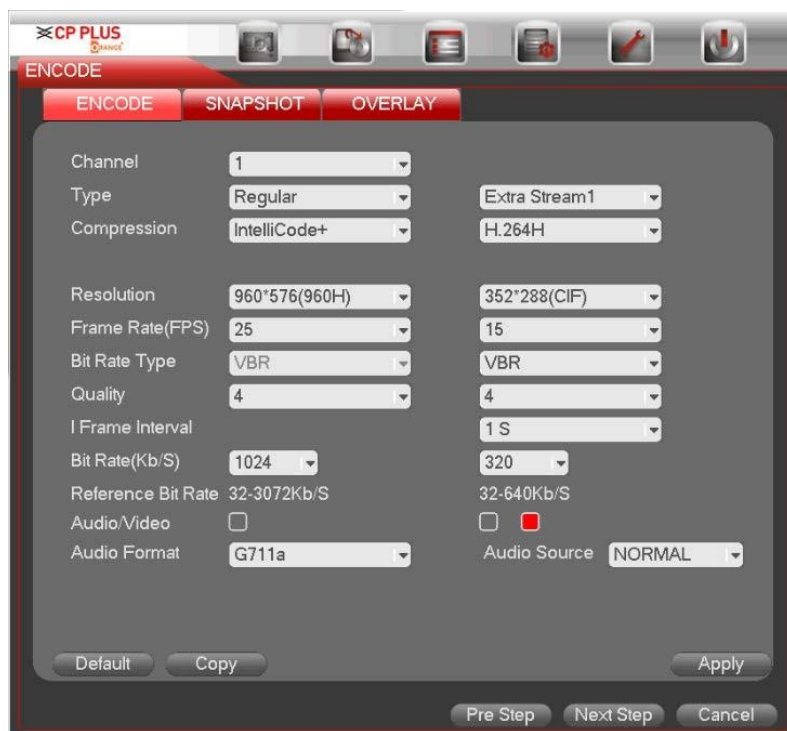 CP PLUS
ORANGE
ENCODE
ENCODE SNAPSHOT OVERLAY
Channel 1
Type Regular Extra Stream1
Compression IntelliCode+ H.264H
Resolution 960*576(960H) 352*288(CIF)
Frame Rate(FPS) 25 15
Bit Rate Type VBR VBR
Quality 4 4
I Frame Interval 1 S
Bit Rate(Kb/S) 1024 320
Reference Bit Rate 32-3072Kb/S 32-640Kb/S
Audio/Video
Audio Format G711a Audio Source NORMAL
Default Copy Apply
Pre Step Next Step Cancel